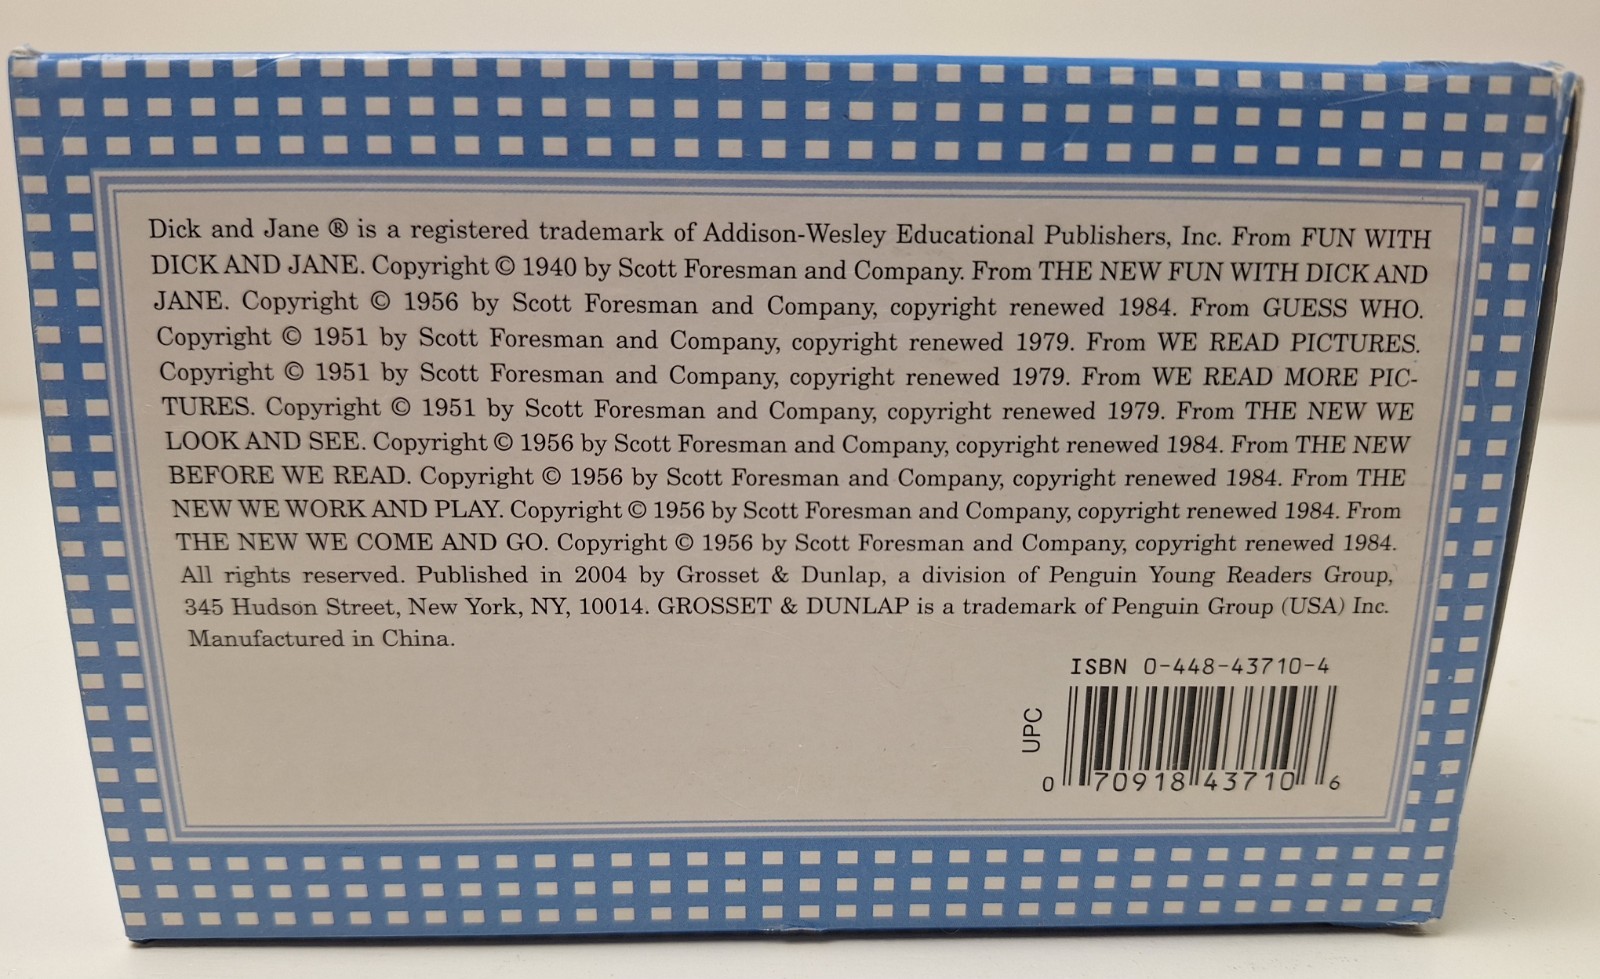 Dick and Jane ® is a registered trademark of Addison-Wesley Educational Publishers, Inc. From FUN WITH
DICK AND JANE. Copyright © 1940 by Scott Foresman and Company. From THE NEW FUN WITH DICK AND
JANE. Copyright © 1956 by Scott Foresman and Company, copyright renewed 1984. From GUESS WHO.
Copyright © 1951 by Scott Foresman and Company, copyright renewed 1979. From WE READ PICTURES.
Copyright © 1951 by Scott Foresman and Company, copyright renewed 1979. From WE READ MORE PIC-
TURES. Copyright © 1951 by Scott Foresman and Company, copyright renewed 1979. From THE NEW WE
LOOK AND SEE. Copyright © 1956 by Scott Foresman and Company, copyright renewed 1984. From THE NEW
BEFORE WE READ. Copyright © 1956 by Scott Foresman and Company, copyright renewed 1984. From THE
NEW WE WORK AND PLAY. Copyright © 1956 by Scott Foresman and Company, copyright renewed 1984. From
THE NEW WE COME AND GO. Copyright © 1956 by Scott Foresman and Company, copyright renewed 1984.
All rights reserved. Published in 2004 by Grosset & Dunlap, a division of Penguin Young Readers Group,
345 Hudson Street, New York, NY, 10014. GROSSET & DUNLAP is a trademark of Penguin Group (USA) Inc.
Manufactured in China.
ISBN 0-448-43710-4
UPC
0 70918 43710 6